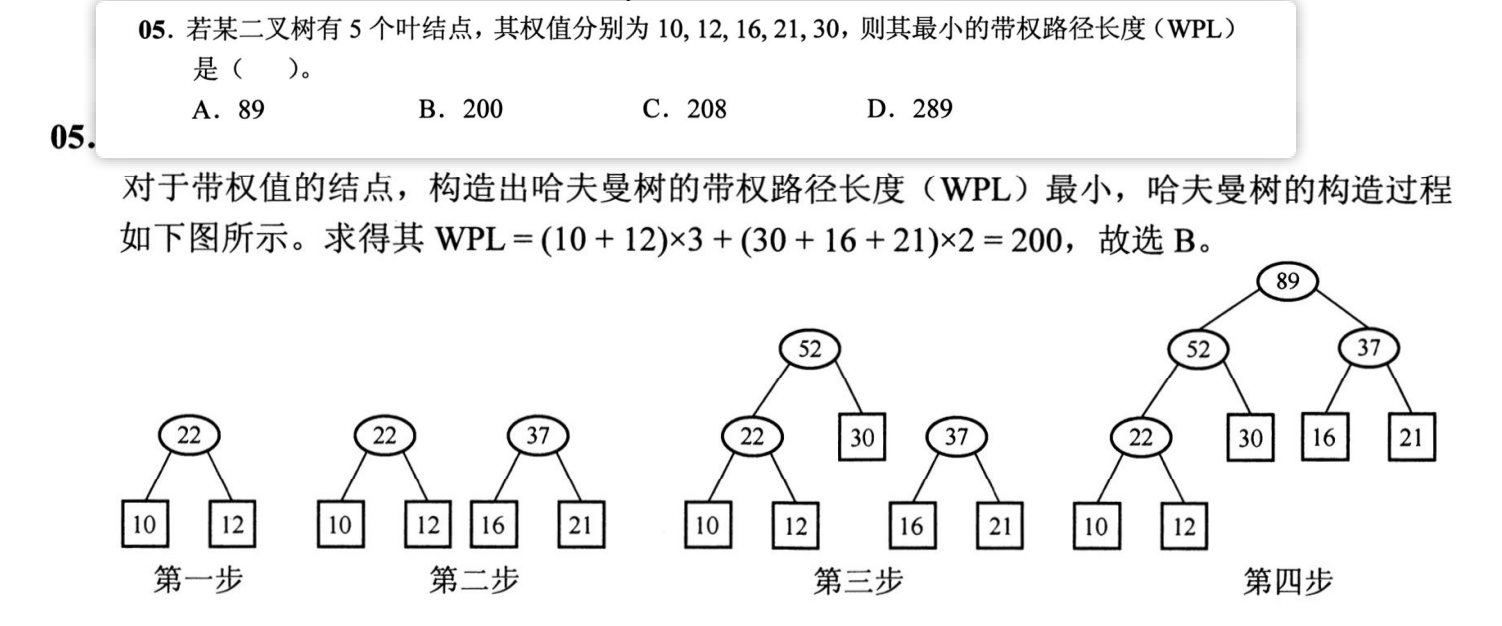 05. 若某二叉树有 5 个叶结点，其权值分别为 10, 12, 16, 21, 30，则其最小的带权路径长度（WPL）
是（ ）。
A. 89 B. 200 C. 208 D. 289
05.
对于带权值的结点，构造出哈夫曼树的带权路径长度（WPL）最小，哈夫曼树的构造过程
如下图所示。求得其 WPL = (10 + 12)×3 + (30 + 16 + 21)×2 = 200，故选 B。
22
10 12
第一步
22 37
10 12 16 21
第二步
52
22 30 37
10 12 16 21
第三步
89
52 37
22 30 16 21
10 12
第四步